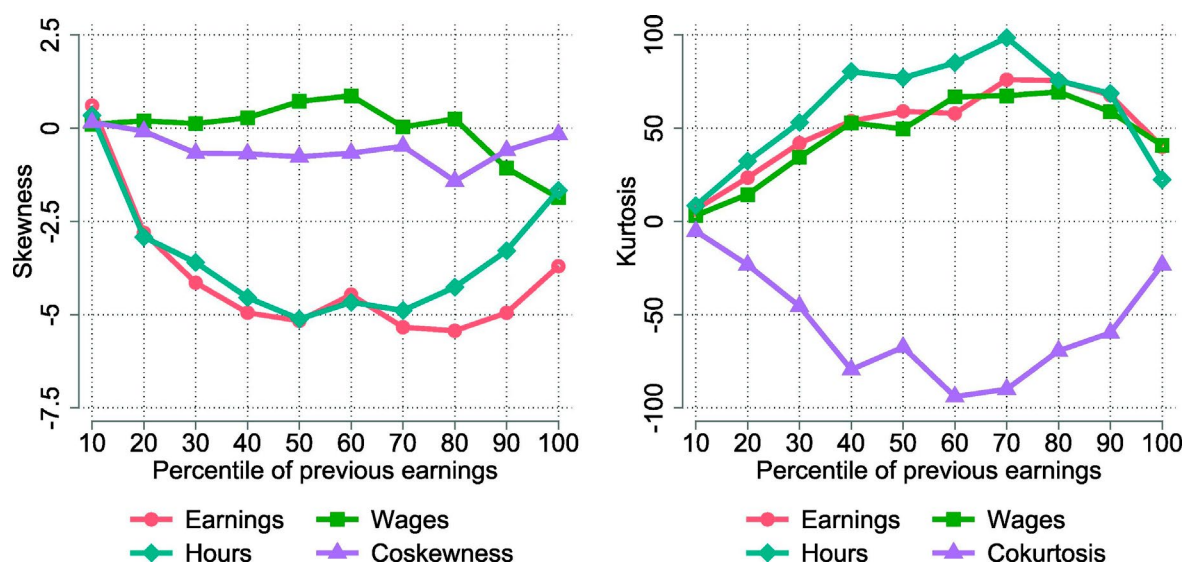 2.5
0
-2.5
-5
-7.5
Skewness
10 20 30 40 50 60 70 80 90 100
Percentile of previous earnings
Earnings Wages
Hours Coskewness
100
50
0
-50
-100
Kurtosis
10 20 30 40 50 60 70 80 90 100
Percentile of previous earnings
Earnings Wages
Hours Cokurtosis